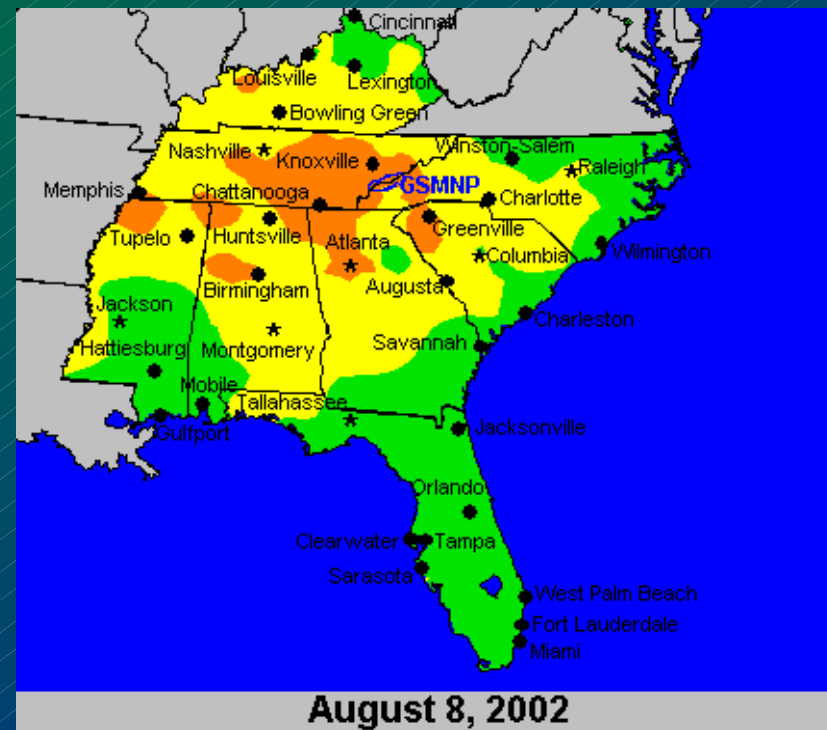 Cincinnati
Louisville
Lexington
Bowling Green
Nashville
Knoxville
Winston-Salem
Raleigh
Memphis
Chattanooga
GSMNP
Charlotte
Tupelo
Huntsville
Greenville
Atlanta
Columbia
Wilmington
Birmingham
Augusta
Jackson
Charleston
Hattiesburg
Montgomery
Savannah
Mobile
Tallahassee
Gulfport
Jacksonville
Orlando
Clearwater
Tampa
Sarasota
West Palm Beach
Fort Lauderdale
Miami
August 8, 2002